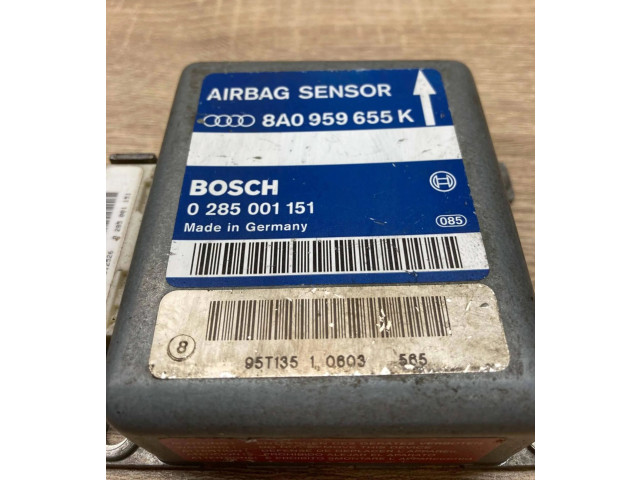 AIRBAG SENSOR
8A0 959 655 K
BOSCH
0 285 001 151
Made in Germany
085
8
95T135 1 0603 565